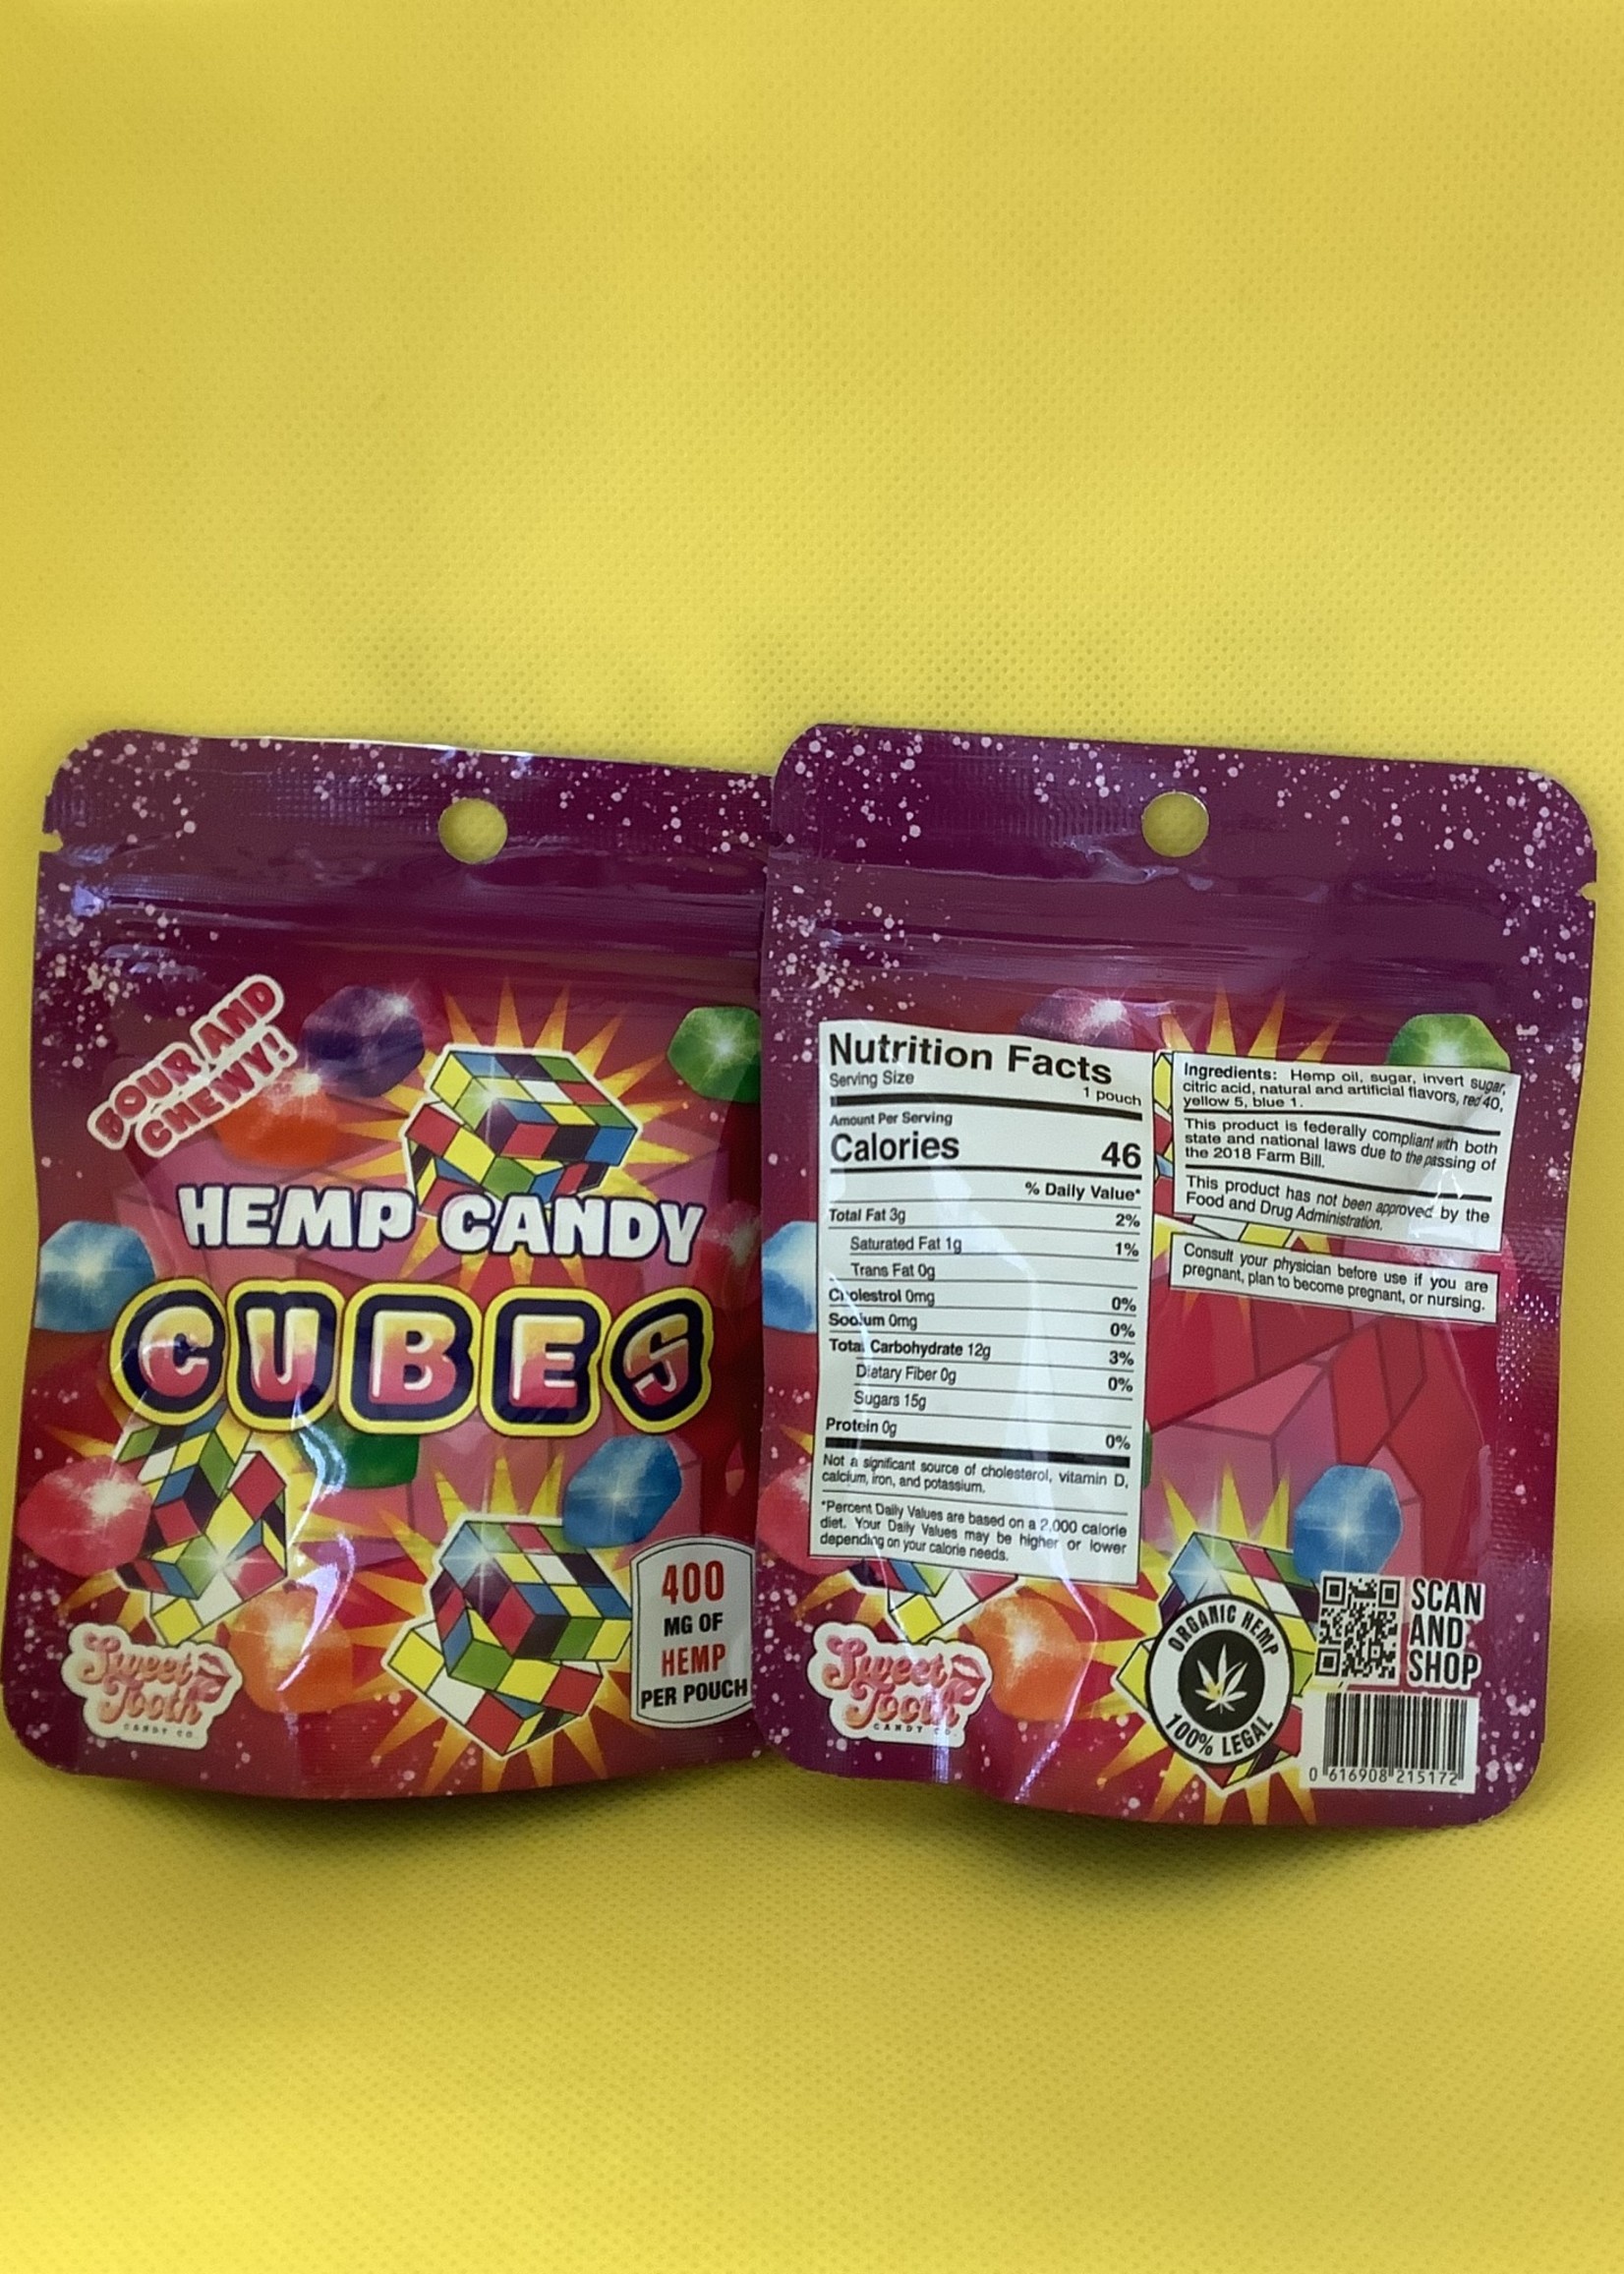 SOUR AND
CHEWY!
HEMP CANDY
CUBES
400
MG OF
HEMP
PER POUCH
Sweet
Tooth
CANDY CO.
Nutrition Facts
Serving Size
1 pouch
Amount Per Serving
Calories 46
% Daily Value*
Total Fat 3g 2%
Saturated Fat 1g 1%
Trans Fat 0g
Cholestrol 0mg 0%
Sodium 0mg 0%
Total Carbohydrate 12g 3%
Dietary Fiber 0g 0%
Sugars 15g
Protein 0g 0%
Not a significant source of cholesterol, vitamin D,
calcium, iron, and potassium.
*Percent Daily Values are based on a 2,000 calorie
diet. Your Daily Values may be higher or lower
depending on your calorie needs.
Ingredients: Hemp oil, sugar, invert sugar,
citric acid, natural and artificial flavors, red 40,
yellow 5, blue 1.
This product is federally compliant with both
state and national laws due to the passing of
the 2018 Farm Bill.
This product has not been approved by the
Food and Drug Administration.
Consult your physician before use if you are
pregnant, plan to become pregnant, or nursing.
Sweet
Tooth
CANDY CO.
ORGANIC HEMP
100% LEGAL
SCAN
AND
SHOP
0 616908 215172